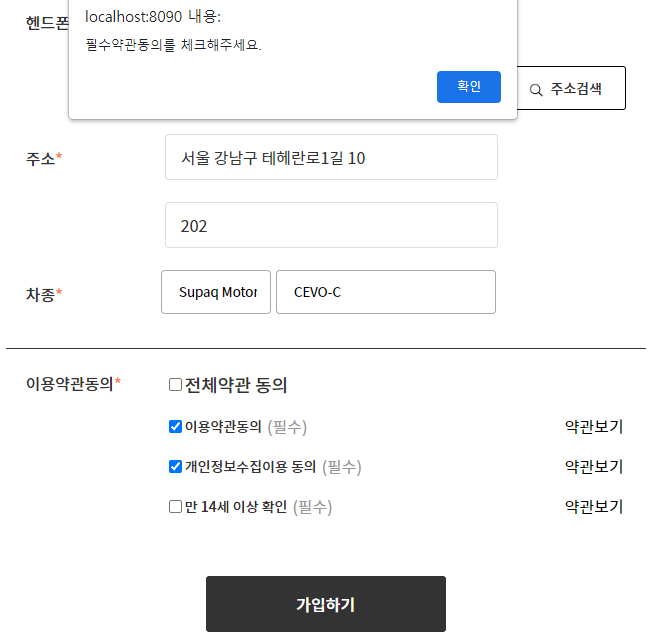 헨드폰
localhost:8090 내용:
필수약관동의를 체크해주세요.
확인
주소검색
주소*
서울 강남구 테헤란로1길 10
202
차종*
Supaq Motor
CEVO-C
이용약관동의*
전체약관 동의
이용약관동의 (필수) 약관보기
개인정보수집이용 동의 (필수) 약관보기
만 14세 이상 확인 (필수) 약관보기
가입하기